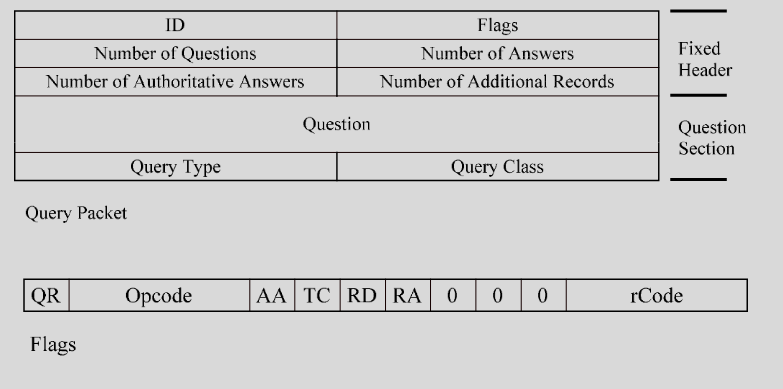 ID Flags
Number of Questions Number of Answers
Fixed
Header
Number of Authoritative Answers Number of Additional Records
Question
Question
Section
Query Type Query Class
Query Packet
QR Opcode AA TC RD RA 0 0 0 rCode
Flags